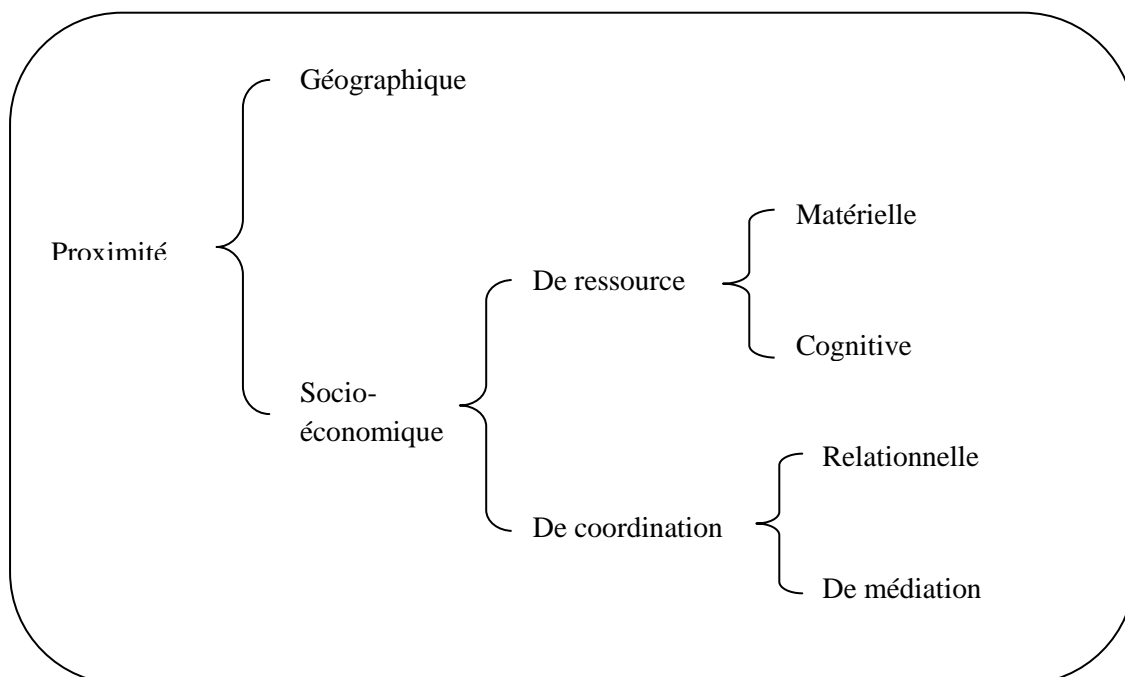 Géographique
Matérielle
Proximité
De ressource
Cognitive
Socio-
économique
Relationnelle
De coordination
De médiation